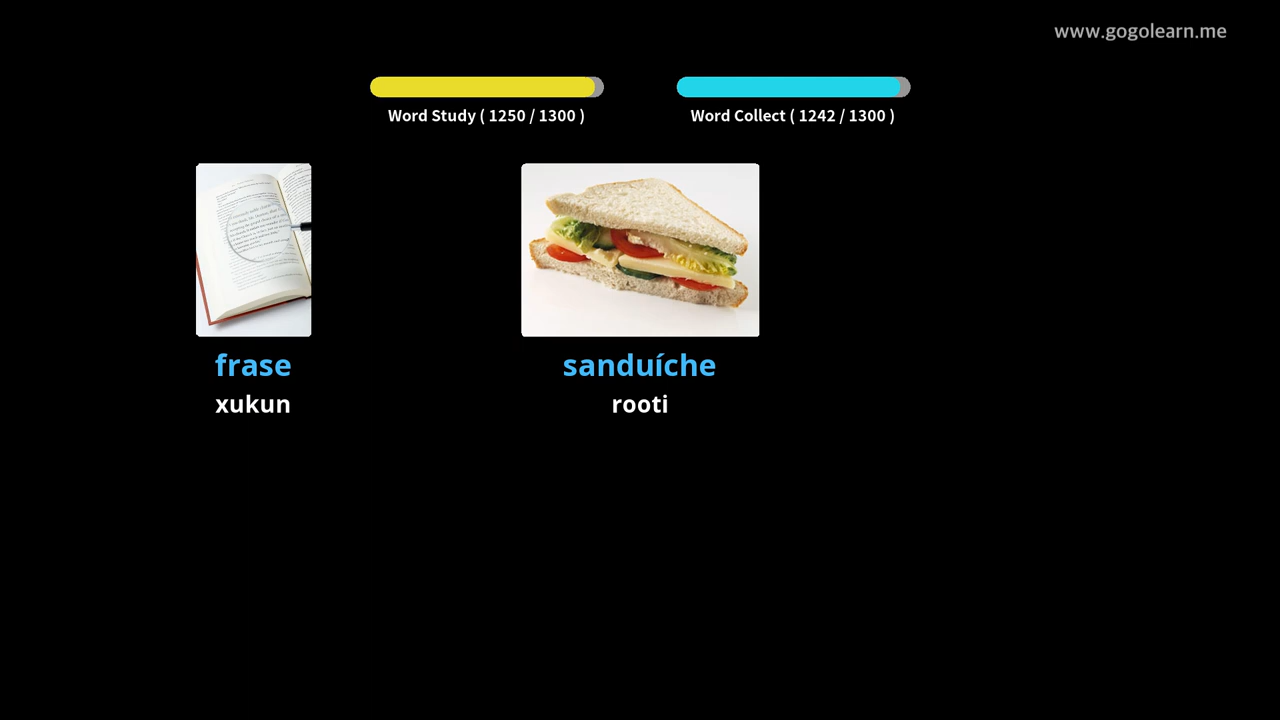 www.gogolearn.me
Word Study ( 1250 / 1300 )
Word Collect ( 1242 / 1300 )
frase
xukun
sanduíche
rooti